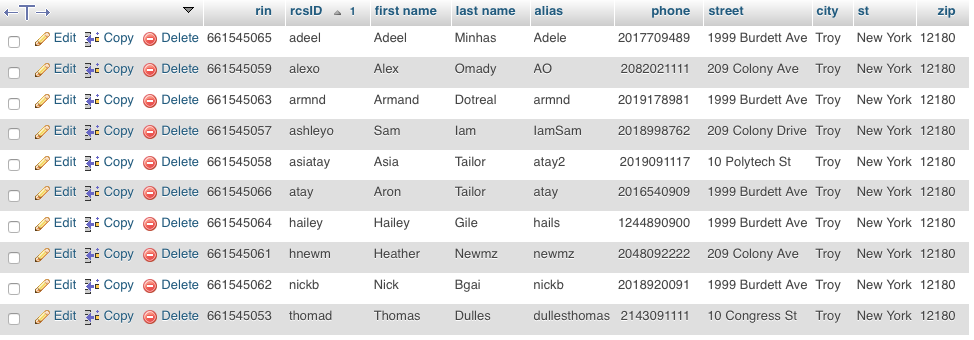 rin rcsID 1 first name last name alias phone street city st zip
Edit Copy Delete 661545065 adeel Adeel Minhas Adele 2017709489 1999 Burdett Ave Troy New York 12180
Edit Copy Delete 661545059 alexo Alex Omady AO 2082021111 209 Colony Ave Troy New York 12180
Edit Copy Delete 661545063 armnd Armand Dotreal armnd 2019178981 1999 Burdett Ave Troy New York 12180
Edit Copy Delete 661545057 ashleyo Sam Iam IamSam 2018998762 209 Colony Drive Troy New York 12180
Edit Copy Delete 661545058 asiatay Asia Tailor atay2 2019091117 10 Polytech St Troy New York 12180
Edit Copy Delete 661545066 atay Aron Tailor atay 2016540909 1999 Burdett Ave Troy New York 12180
Edit Copy Delete 661545064 hailey Hailey Gile hails 1244890900 1999 Burdett Ave Troy New York 12180
Edit Copy Delete 661545061 hnewm Heather Newmz newmz 2048092222 209 Colony Ave Troy New York 12180
Edit Copy Delete 661545062 nickb Nick Bgai nickb 2018920091 1999 Burdett Ave Troy New York 12180
Edit Copy Delete 661545053 thomad Thomas Dulles dullesthomas 2143091111 10 Congress St Troy New York 12180